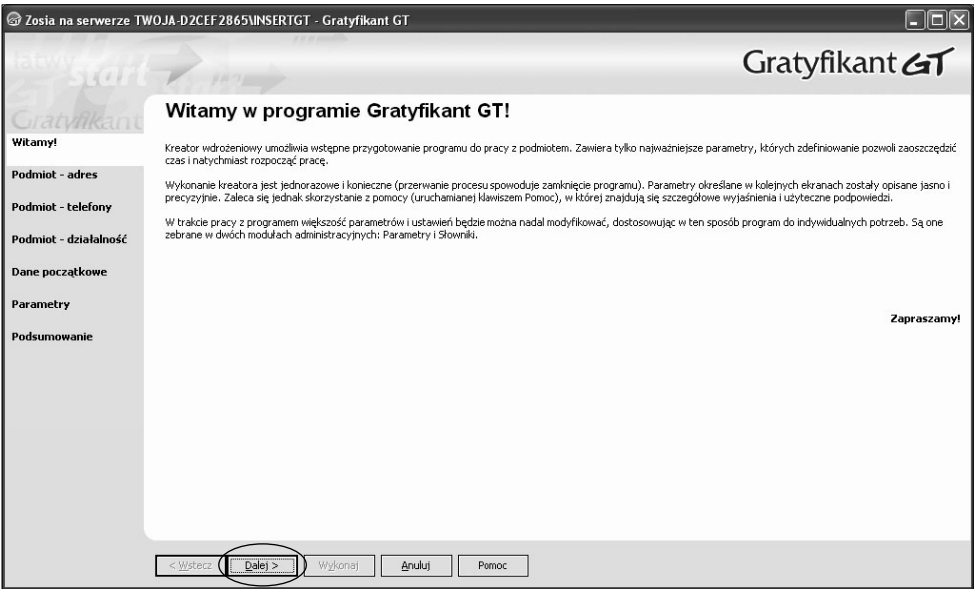 Zosia na serwerze TWOJA-D2CEF2865\INSERTGT - Gratyfikant GT
łatwy
start
Gratyfikant
Gratyfikant GT
Witamy!
Podmiot - adres
Podmiot - telefony
Podmiot - działalność
Dane początkowe
Parametry
Podsumowanie
Witamy w programie Gratyfikant GT!
Kreator wdrożeniowy umożliwia wstępne przygotowanie programu do pracy z podmiotem. Zawiera tylko najważniejsze parametry, których zdefiniowanie pozwoli zaoszczędzić
czas i natychmiast rozpocząć pracę.
Wykonanie kreatora jest jednorazowe i konieczne (przerwanie procesu spowoduje zamknięcie programu). Parametry określane w kolejnych ekranach zostały opisane jasno i
precyzyjnie. Zaleca się jednak skorzystanie z pomocy (uruchamianej klawiszem Pomoc), w której znajdują się szczegółowe wyjaśnienia i użyteczne podpowiedzi.
W trakcie pracy z programem większość parametrów i ustawień będzie można nadal modyfikować, dostosowując w ten sposób program do indywidualnych potrzeb. Są one
zebrane w dwóch modułach administracyjnych: Parametry i Słowniki.
Zapraszamy!
< Wstecz
Dalej >
Wykonaj
Anuluj
Pomoc